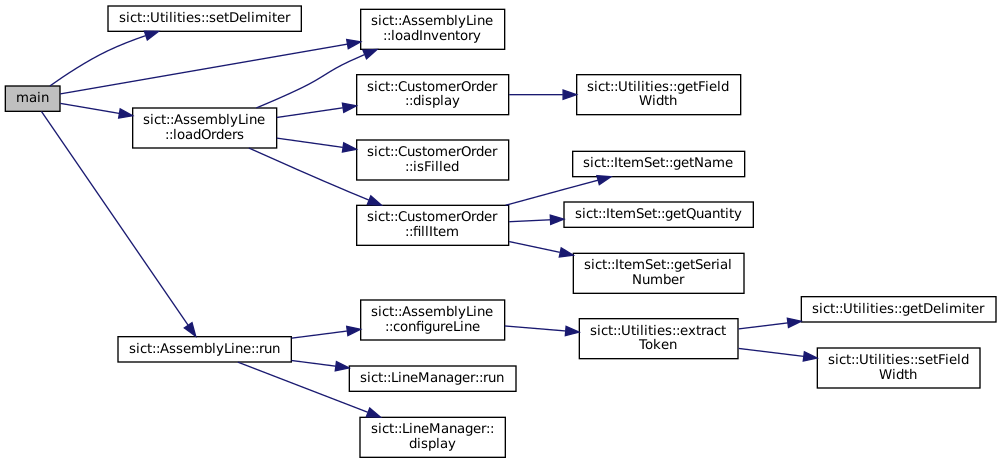 main
sict::Utilities::setDelimiter
sict::AssemblyLine
::loadInventory
sict::AssemblyLine
::loadOrders
sict::CustomerOrder
::display
sict::Utilities::getField
Width
sict::CustomerOrder
::isFilled
sict::CustomerOrder
::fillItem
sict::ItemSet::getName
sict::ItemSet::getQuantity
sict::ItemSet::getSerial
Number
sict::AssemblyLine::run
sict::AssemblyLine
::configureLine
sict::Utilities::extract
Token
sict::Utilities::getDelimiter
sict::Utilities::setField
Width
sict::LineManager::run
sict::LineManager::
display